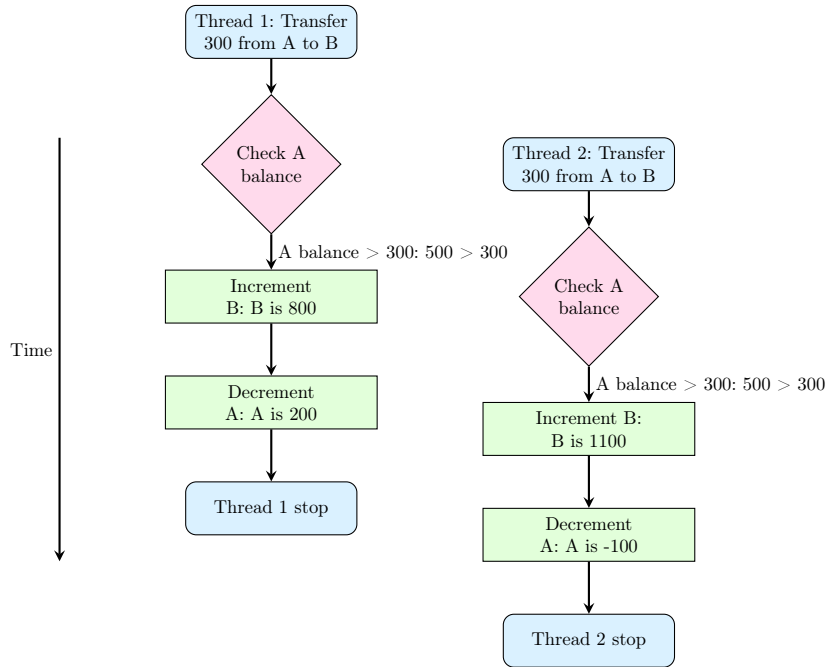 Thread 1: Transfer
300 from A to B
Check A
balance
A balance > 300: 500 > 300
Increment
B: B is 800
Decrement
A: A is 200
Thread 1 stop
Time
Thread 2: Transfer
300 from A to B
Check A
balance
A balance > 300: 500 > 300
Increment B:
B is 1100
Decrement
A: A is -100
Thread 2 stop